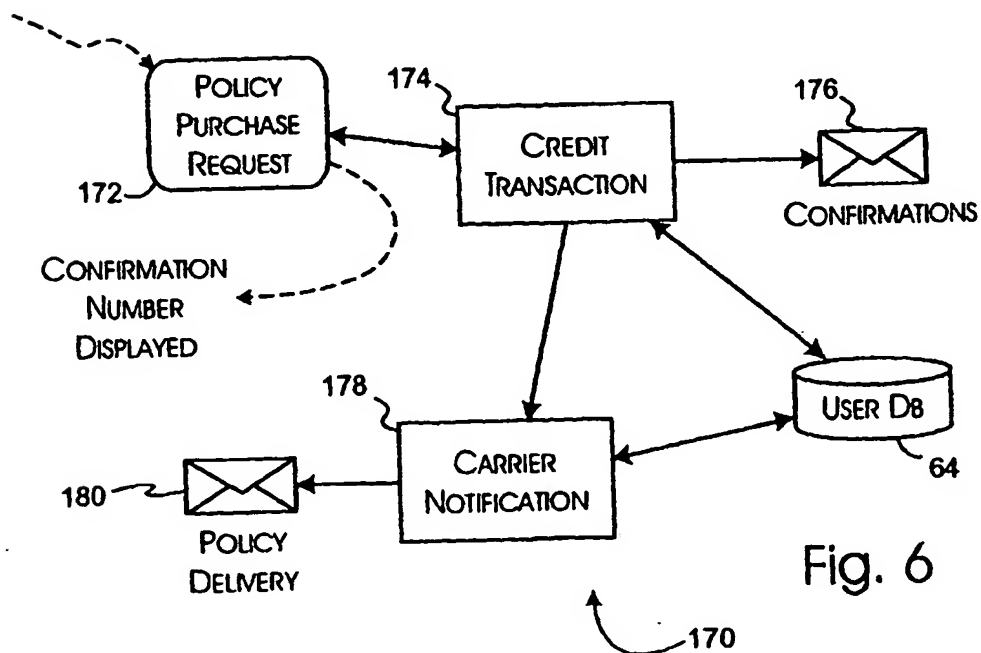 POLICY
PURCHASE
REQUEST
172
174
CREDIT
TRANSACTION
176
CONFIRMATIONS
CONFIRMATION
NUMBER
DISPLAYED
178
CARRIER
NOTIFICATION
USER DB
64
180
POLICY
DELIVERY
Fig. 6
170